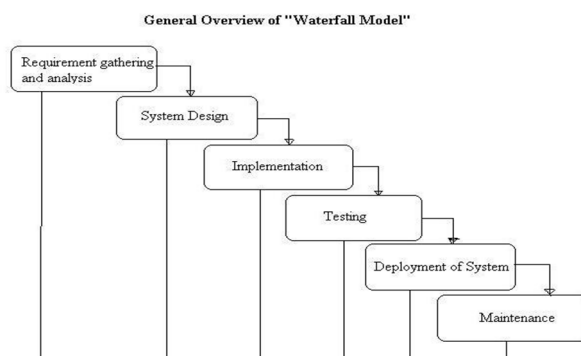 General Overview of "Waterfall Model"
Requirement gathering
and analysis
System Design
Implementation
Testing
Deployment of System
Maintenance